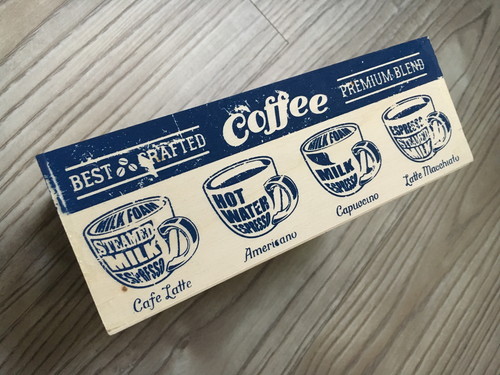 BEST CRAFTED
Coffee
PREMIUM BLEND
MILK FOAM
STEAMED
MILK
ESPRESSO
Cafe Latte
HOT
WATER
ESPRESSO
Americano
MILK FOAM
MILK
ESPRESSO
Capuccino
ESPRESSO
STEAMED
MILK
Latte Macchiato